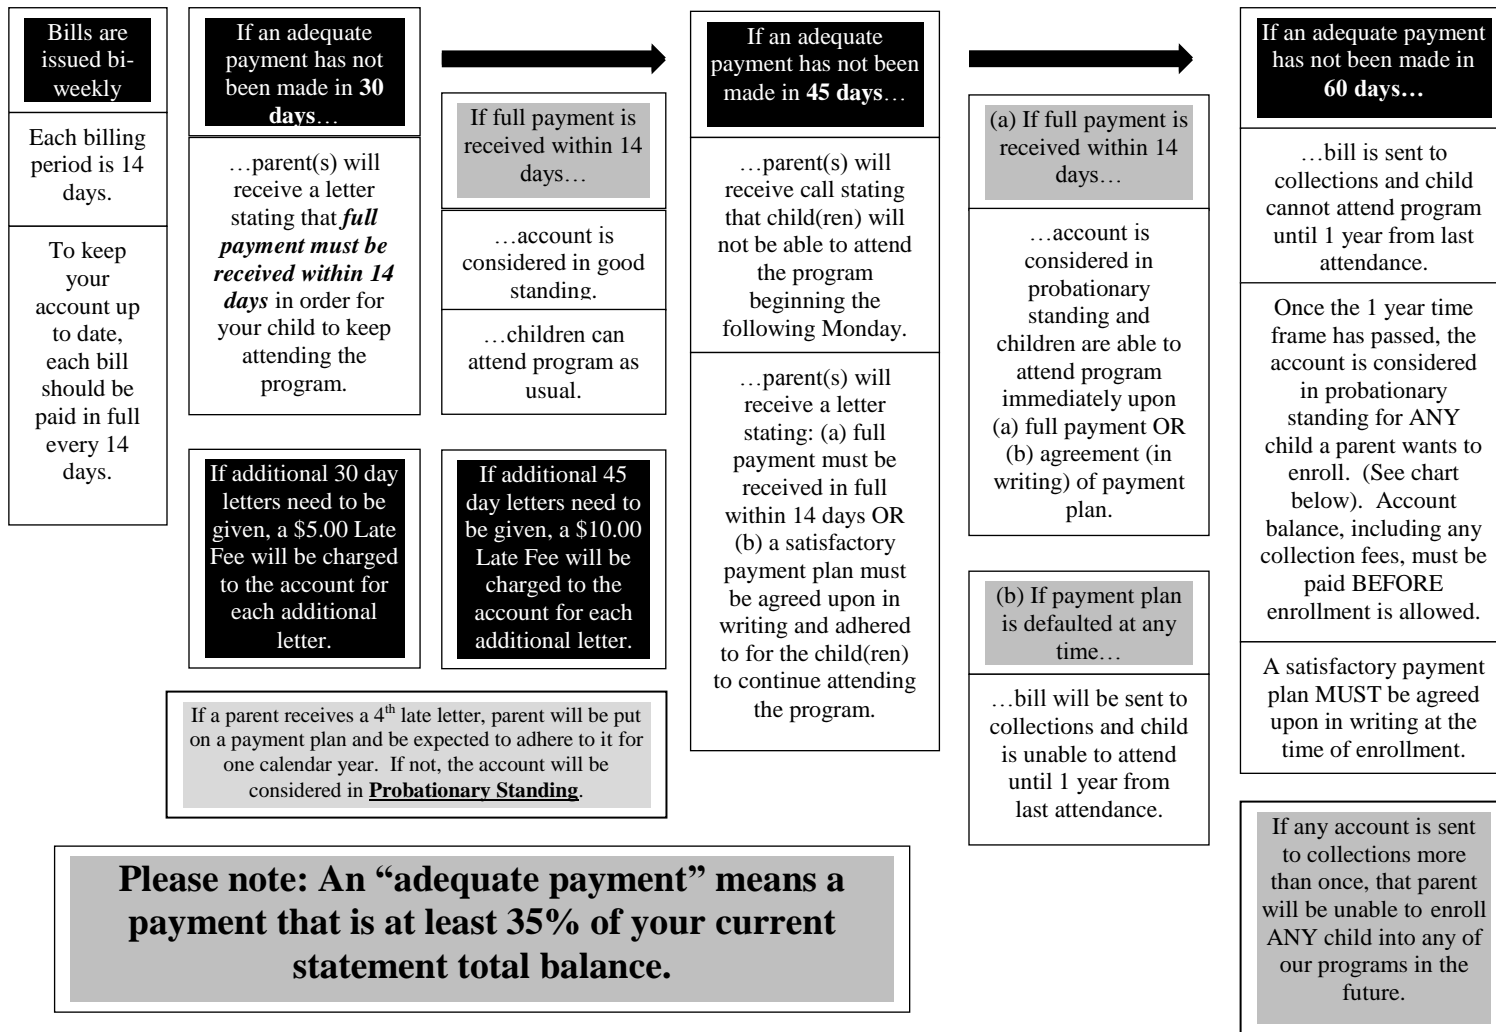 Bills are
issued bi-
weekly
Each billing
period is 14
days.
To keep
your
account up
to date,
each bill
should be
paid in full
every 14
days.
If an adequate
payment has not
been made in 30
days…
…parent(s) will
receive a letter
stating that full
payment must be
received within 14
days in order for
your child to keep
attending the
program.
If full payment is
received within 14
days…
…account is
considered in good
standing.
…children can
attend program as
usual.
If additional 30 day
letters need to be
given, a $5.00 Late
Fee will be charged
to the account for
each additional
letter.
If additional 45
day letters need to
be given, a $10.00
Late Fee will be
charged to the
account for each
additional letter.
If a parent receives a 4th late letter, parent will be put
on a payment plan and be expected to adhere to it for
one calendar year.  If not, the account will be
considered in Probationary Standing.
If an adequate
payment has not been
made in 45 days…
…parent(s) will
receive call stating
that child(ren) will
not be able to attend
the program
beginning the
following Monday.
…parent(s) will
receive a letter
stating: (a) full
payment must be
received in full
within 14 days OR
(b) a satisfactory
payment plan must
be agreed upon in
writing and adhered
to for the child(ren)
to continue attending
the program.
(a) If full payment is
received within 14
days…
…account is
considered in
probationary
standing and
children are able to
attend program
immediately upon
(a) full payment OR
(b) agreement (in
writing) of payment
plan.
(b) If payment plan
is defaulted at any
time…
…bill will be sent to
collections and child
is unable to attend
until 1 year from
last attendance.
If an adequate payment
has not been made in
60 days…
…bill is sent to
collections and child
cannot attend program
until 1 year from last
attendance.
Once the 1 year time
frame has passed, the
account is considered
in probationary
standing for ANY
child a parent wants to
enroll.  (See chart
below).  Account
balance, including any
collection fees, must be
paid BEFORE
enrollment is allowed.
A satisfactory payment
plan MUST be agreed
upon in writing at the
time of enrollment.
If any account is sent
to collections more
than once, that parent
will be unable to enroll
ANY child into any of
our programs in the
future.
Please note: An “adequate payment” means a
payment that is at least 35% of your current
statement total balance.